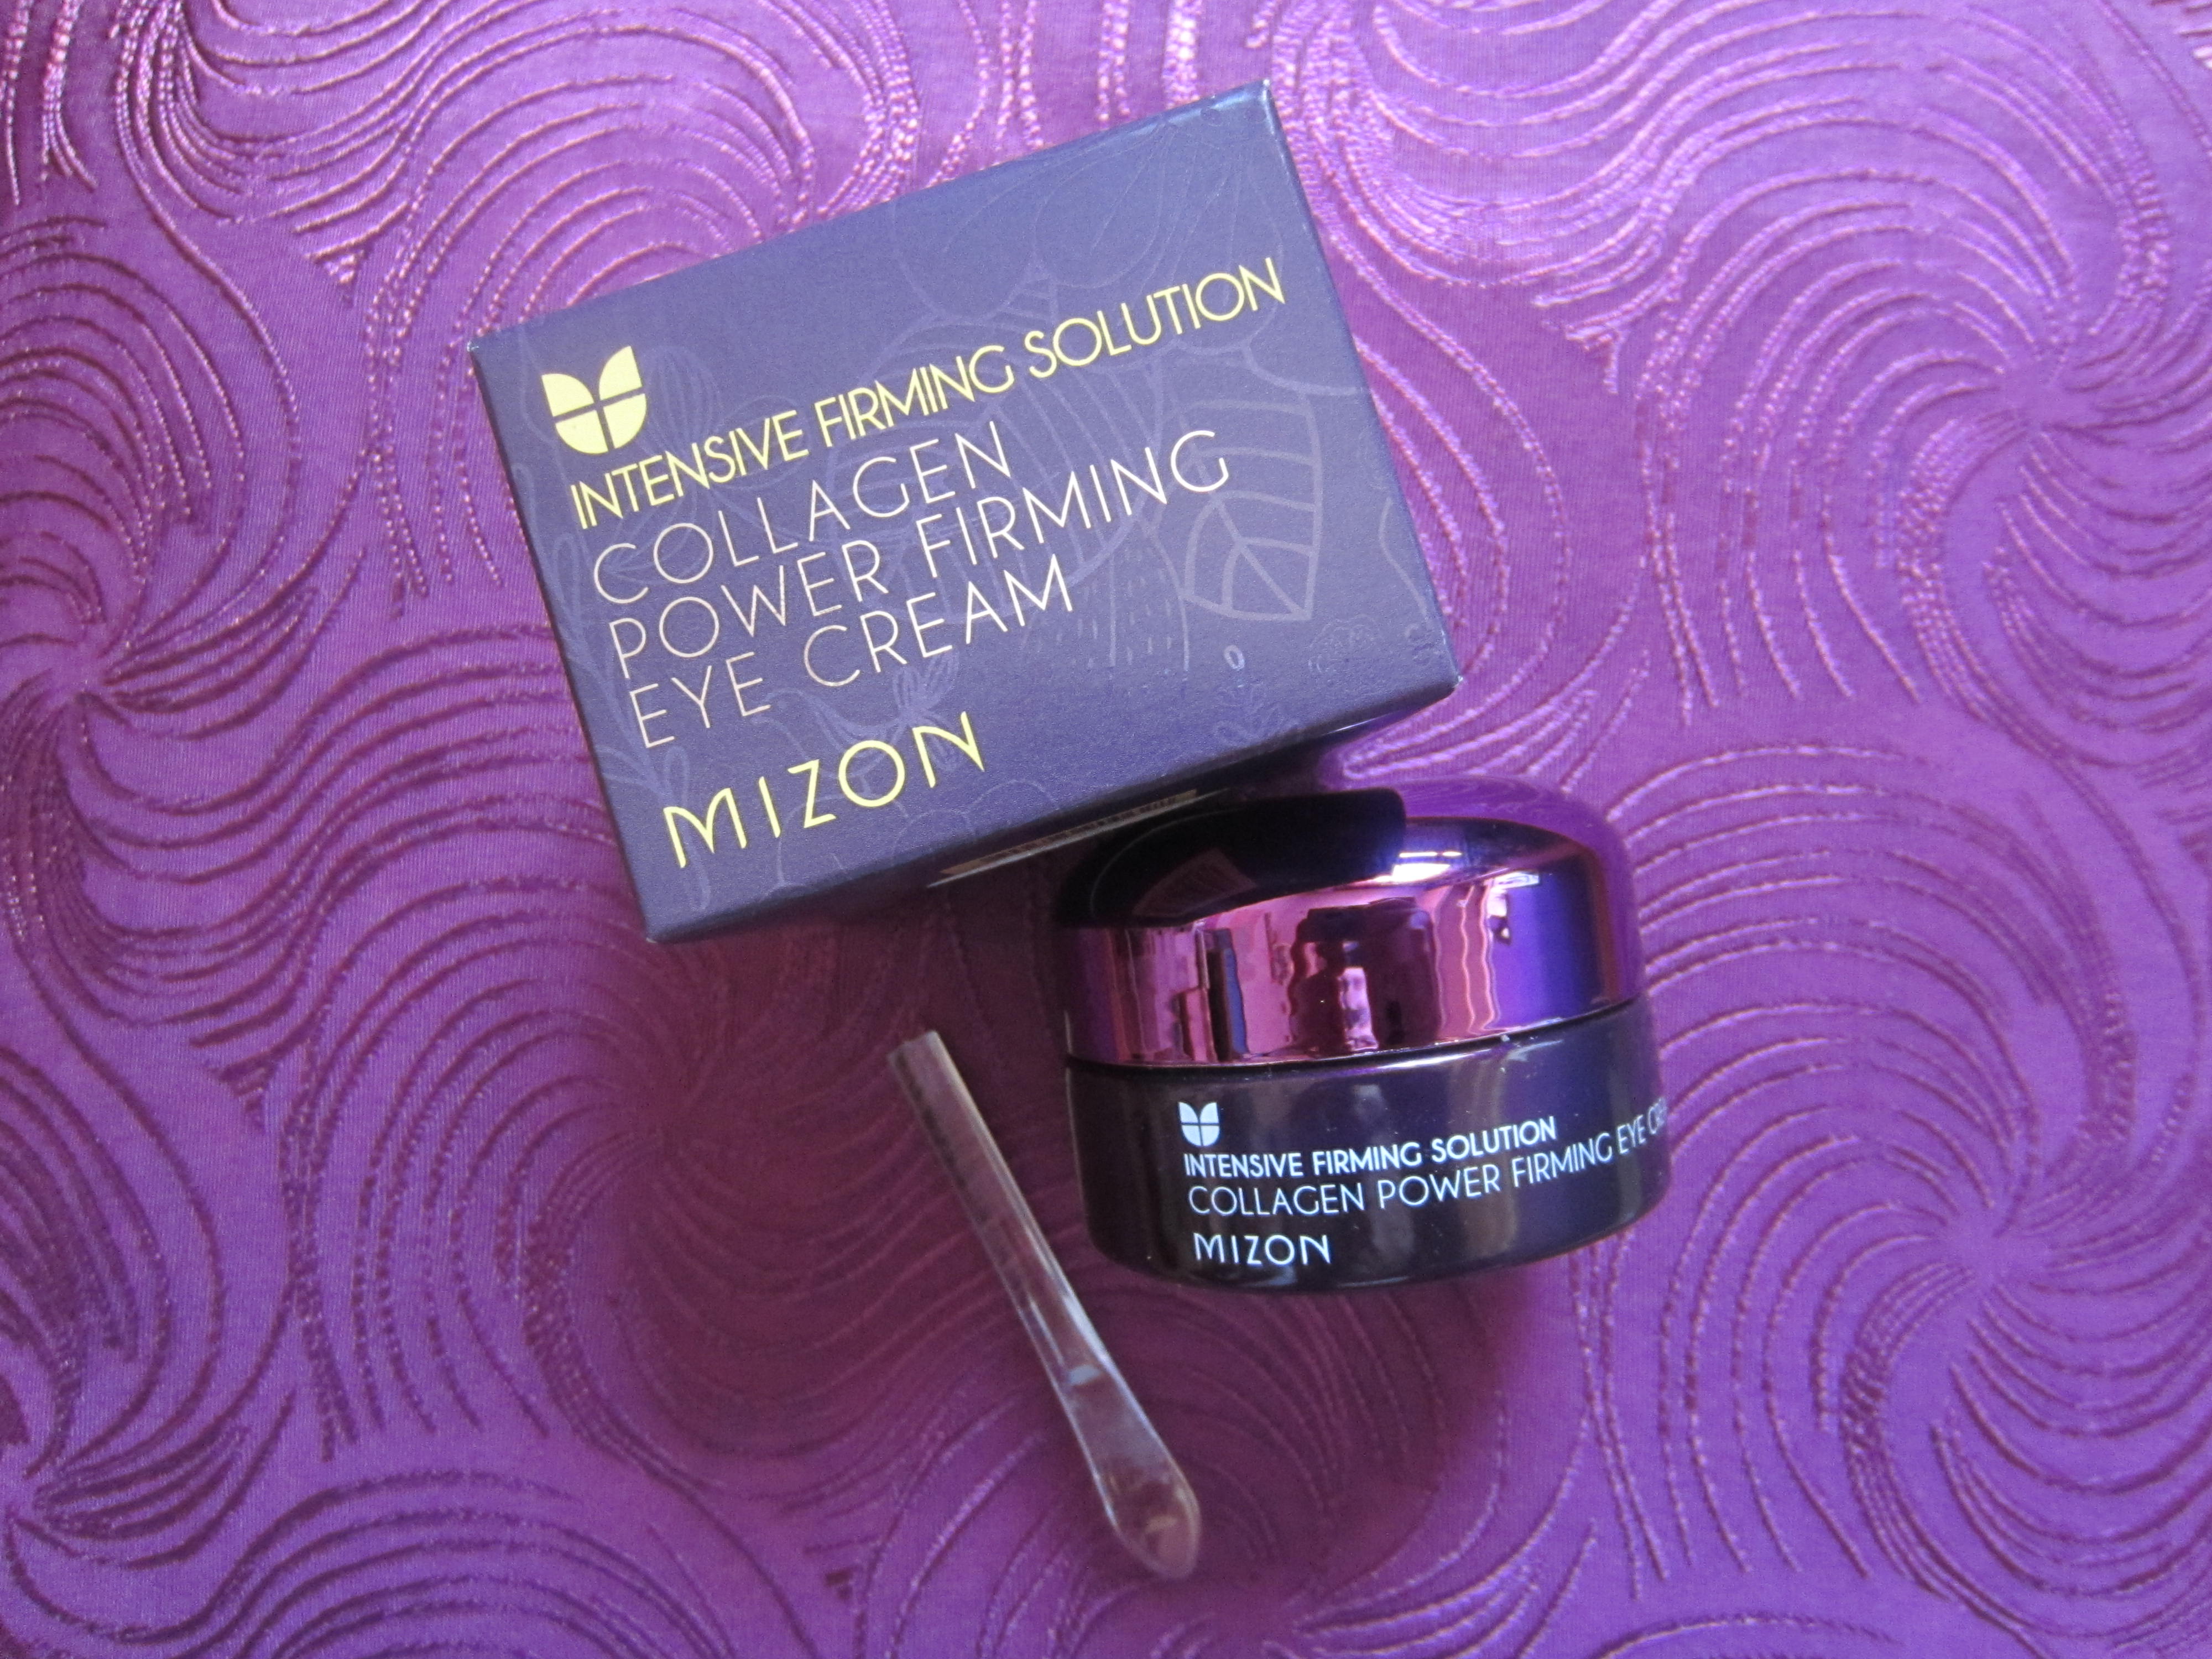 INTENSIVE FIRMING SOLUTION
COLLAGEN
POWER FIRMING
EYE CREAM
MIZON
INTENSIVE FIRMING SOLUTION
COLLAGEN POWER FIRMING EYE
MIZON